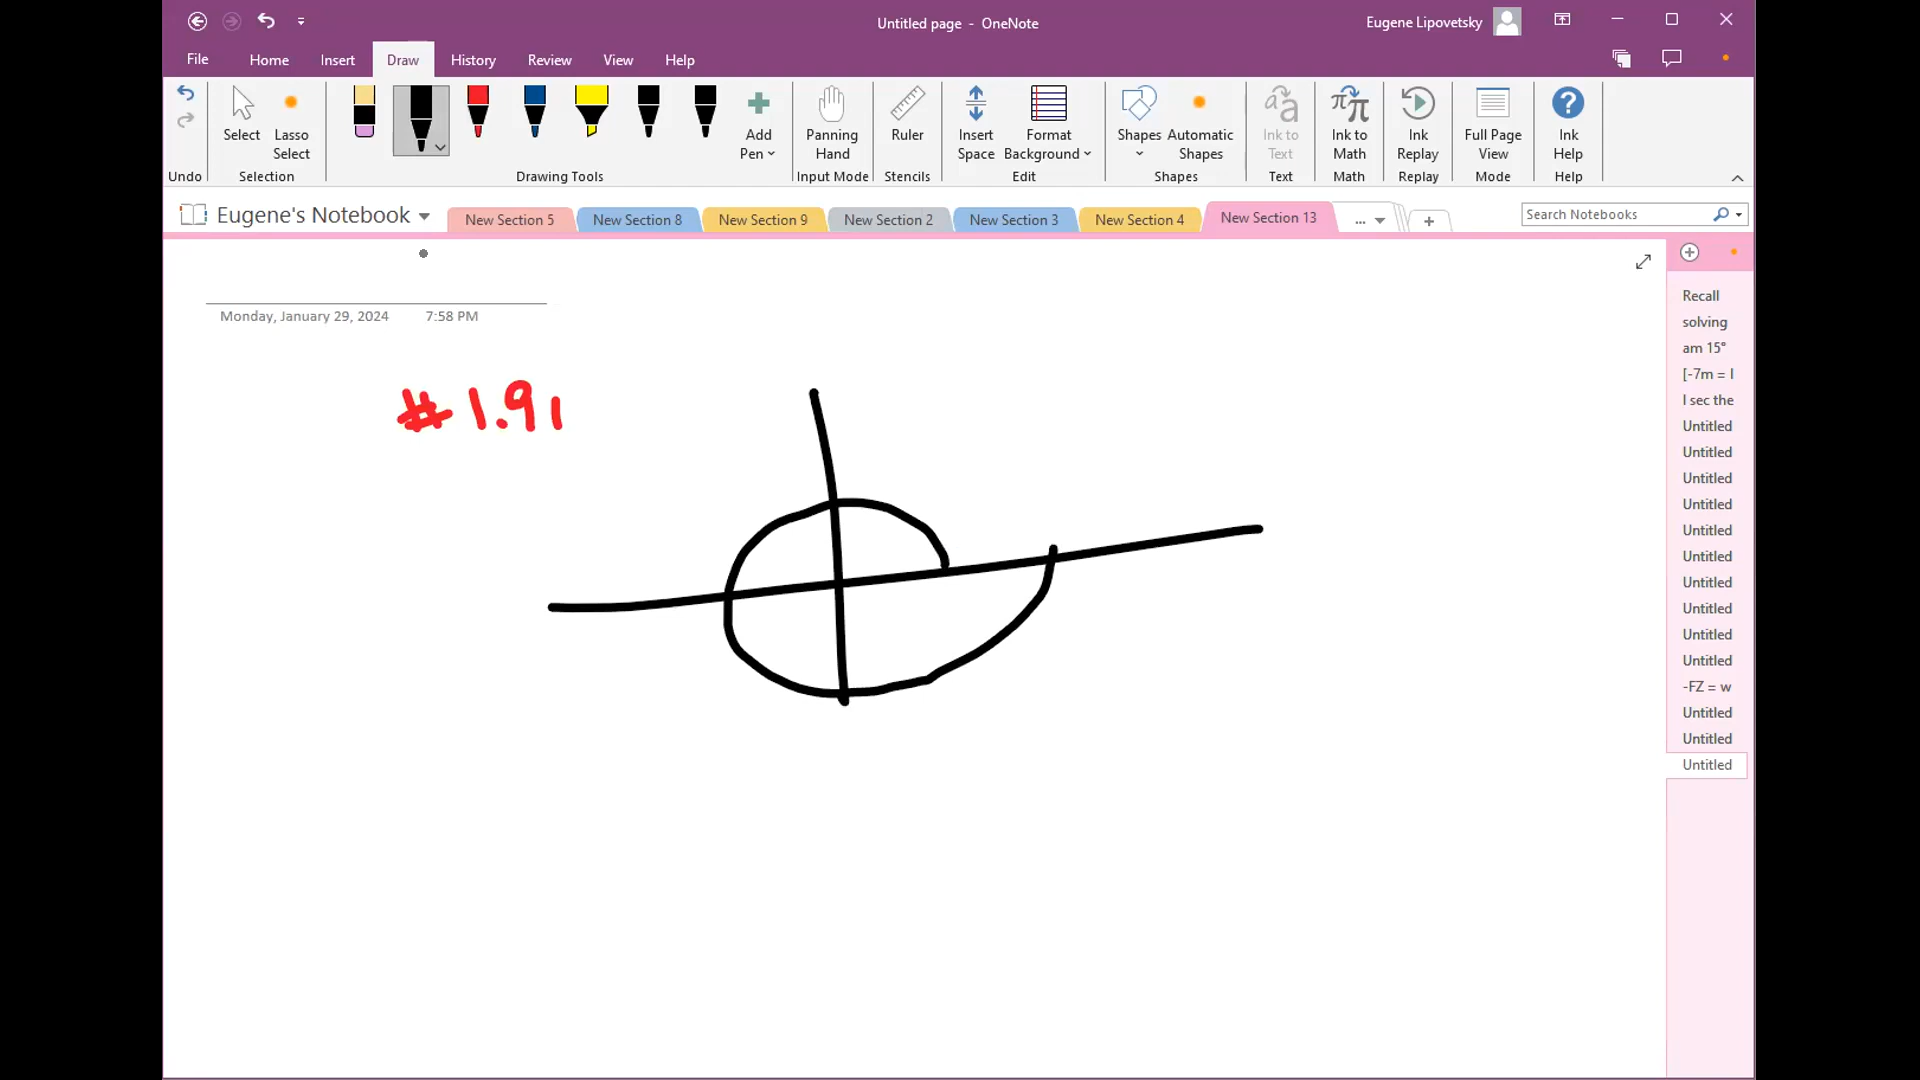 Untitled page - OneNote
Eugene Lipovetsky
File Home Insert Draw History Review View Help
Select
Lasso Select
Add Pen
Panning Hand
Ruler
Insert Space
Format Background
Shapes
Automatic Shapes
Ink to Text
Ink to Math
Ink Replay
Full Page View
Ink Help
Undo Selection Drawing Tools Input Mode Stencils Edit Shapes Text Math Replay Mode Help
Eugene's Notebook
New Section 5 New Section 8 New Section 9 New Section 2 New Section 3 New Section 4 New Section 13 ...
Search Notebooks
Monday, January 29, 2024 7:58 PM
#1.91
Recall
solving
am 15°
[-7m = I
I sec the
Untitled
Untitled
Untitled
Untitled
Untitled
Untitled
Untitled
Untitled
Untitled
Untitled
-FZ = w
Untitled
Untitled
Untitled